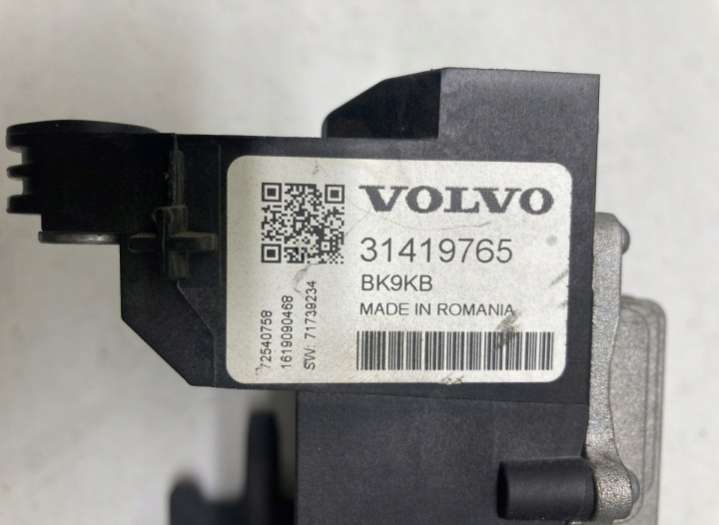 VOLVO
31419765
BK9KB
MADE IN ROMANIA
72540758
1619090468
SW: 71739234